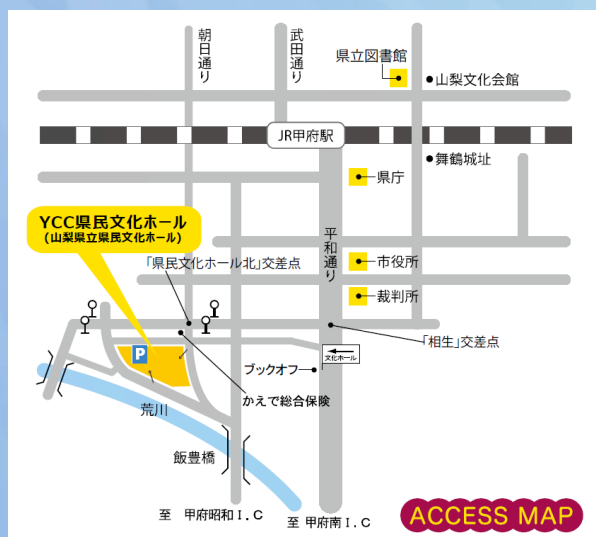 朝日通り
武田通り
県立図書館
山梨文化会館
JR甲府駅
舞鶴城址
県庁
YCC県民文化ホール
(山梨県立県民文化ホール)
平和通り
「県民文化ホール北」交差点
市役所
裁判所
「相生」交差点
P
文化ホール
ブックオフ
かえで総合保険
荒川
飯豊橋
至 甲府昭和I.C
至 甲府南I.C
ACCESS MAP